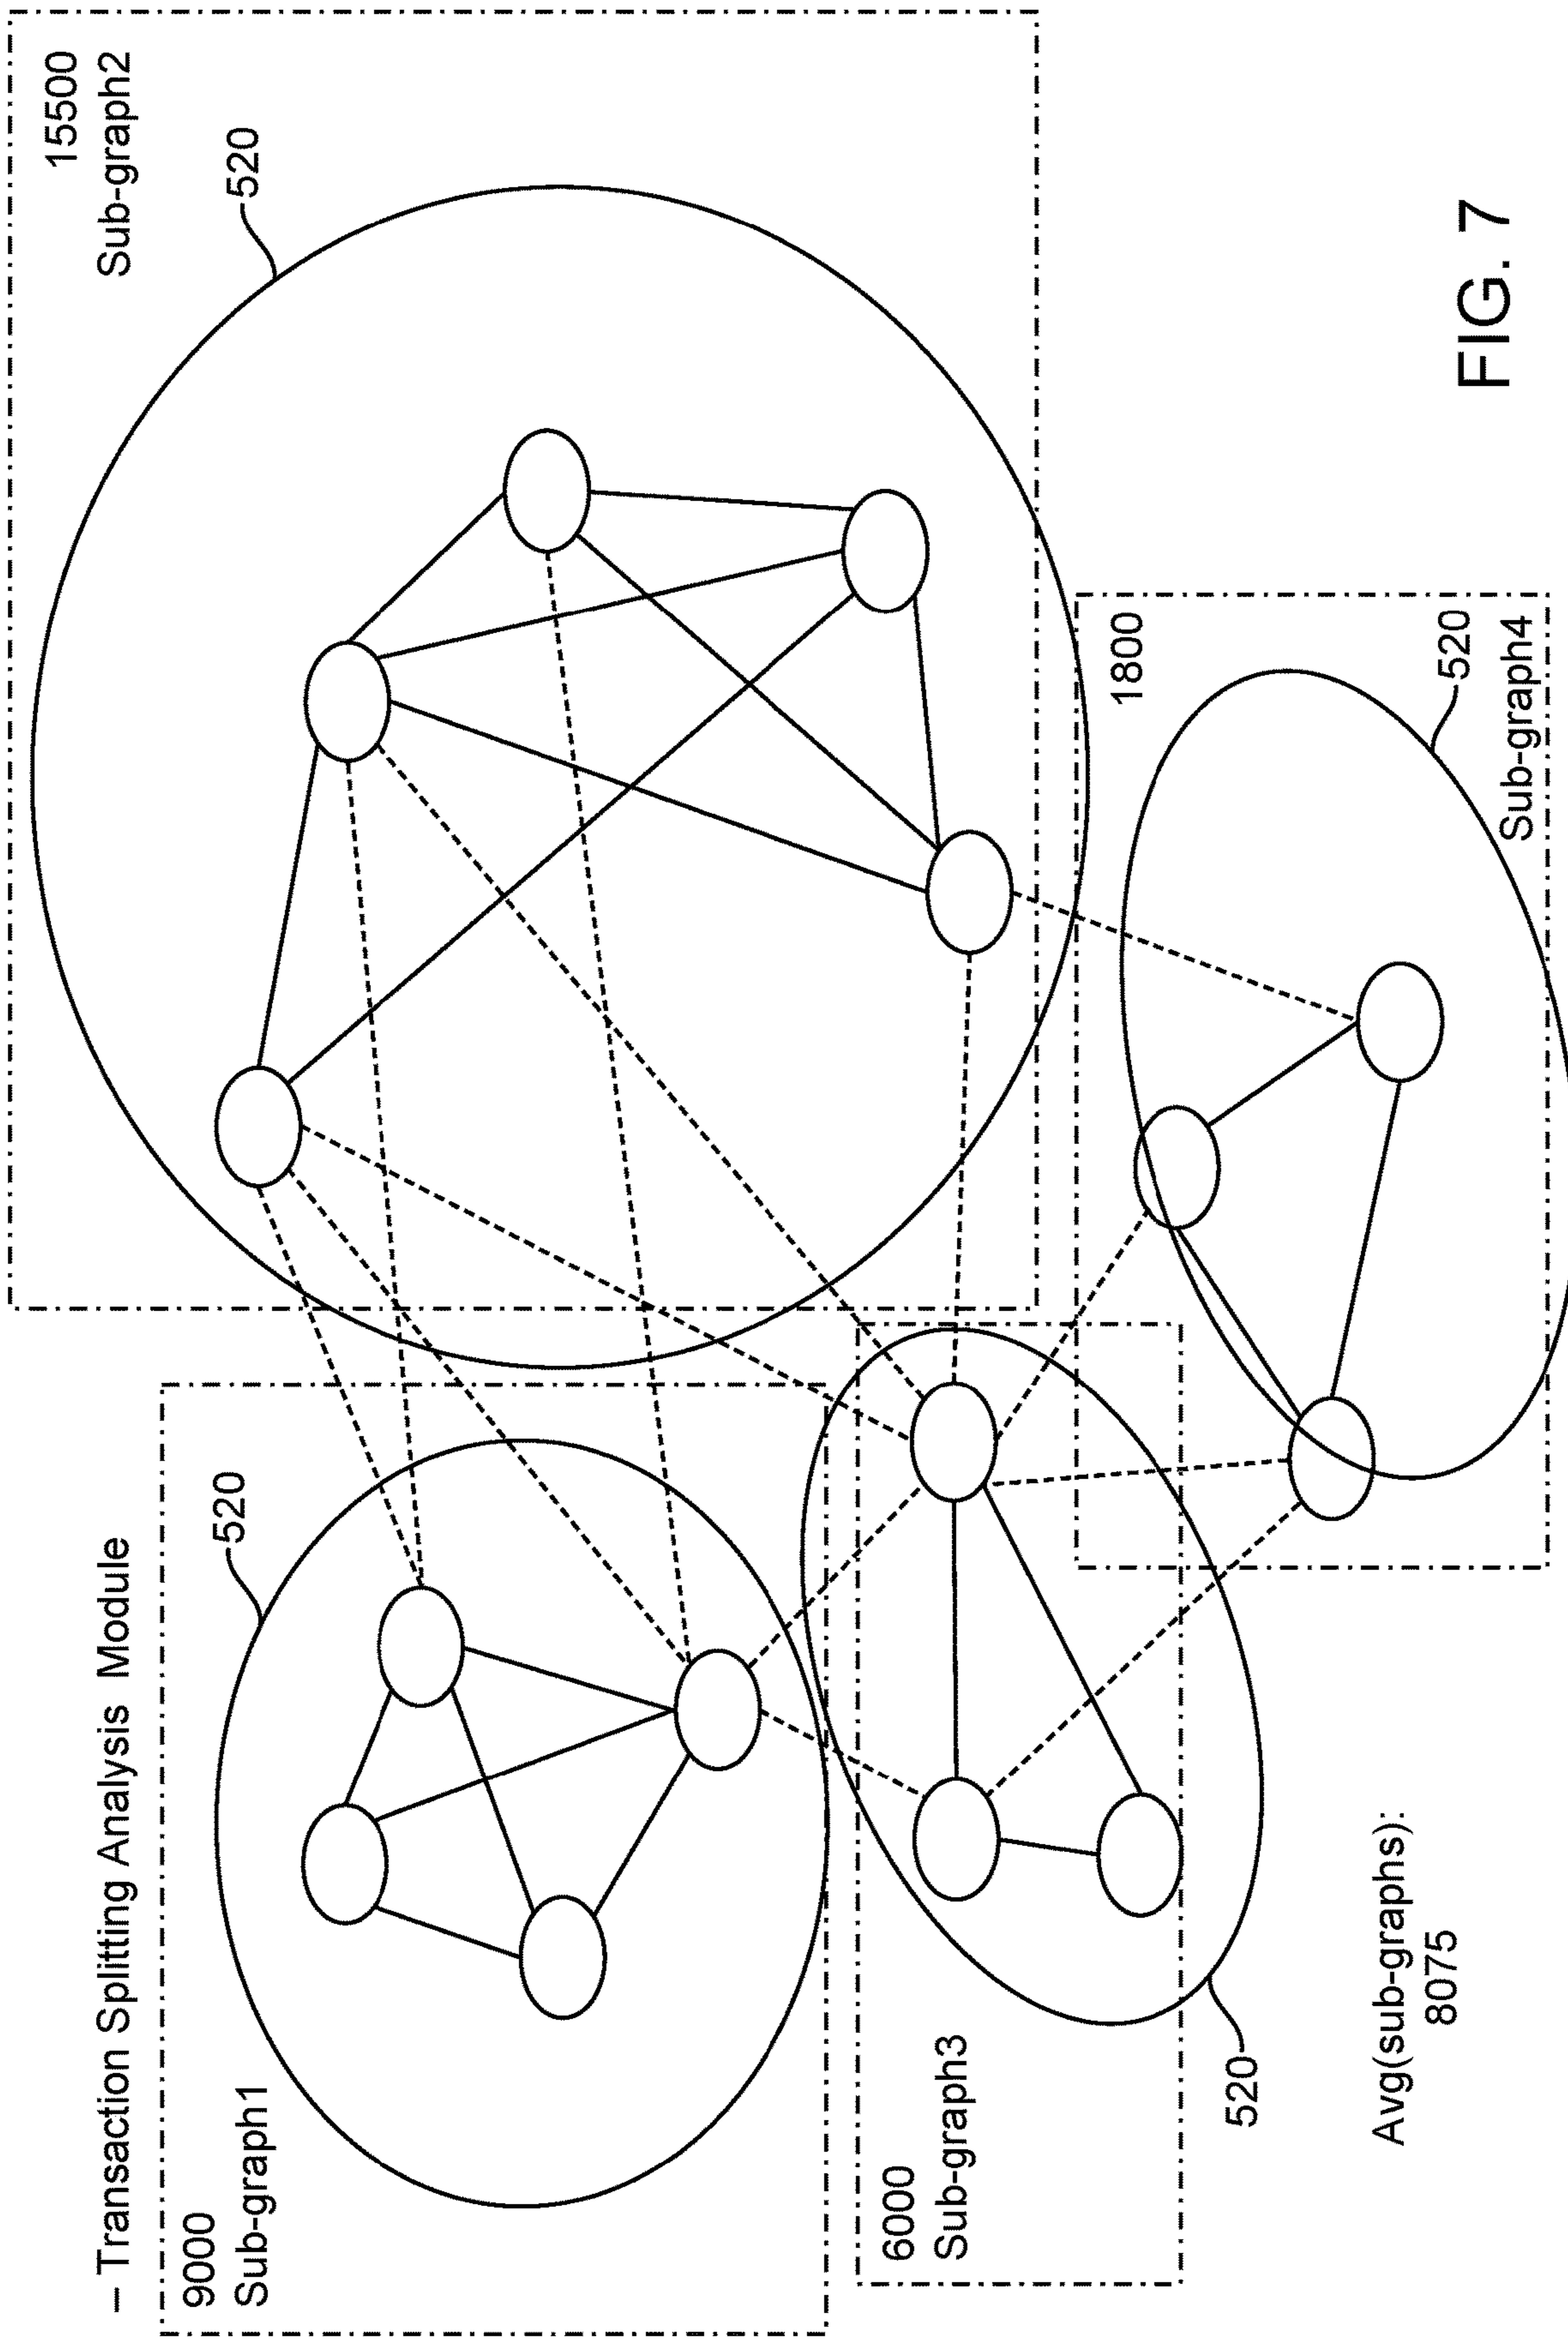 – Transaction Splitting Analysis Module
9000
Sub-graph1
520
15500
Sub-graph2
520
6000
Sub-graph3
520
1800
520
Sub-graph4
Avg(sub-graphs):
8075
FIG. 7